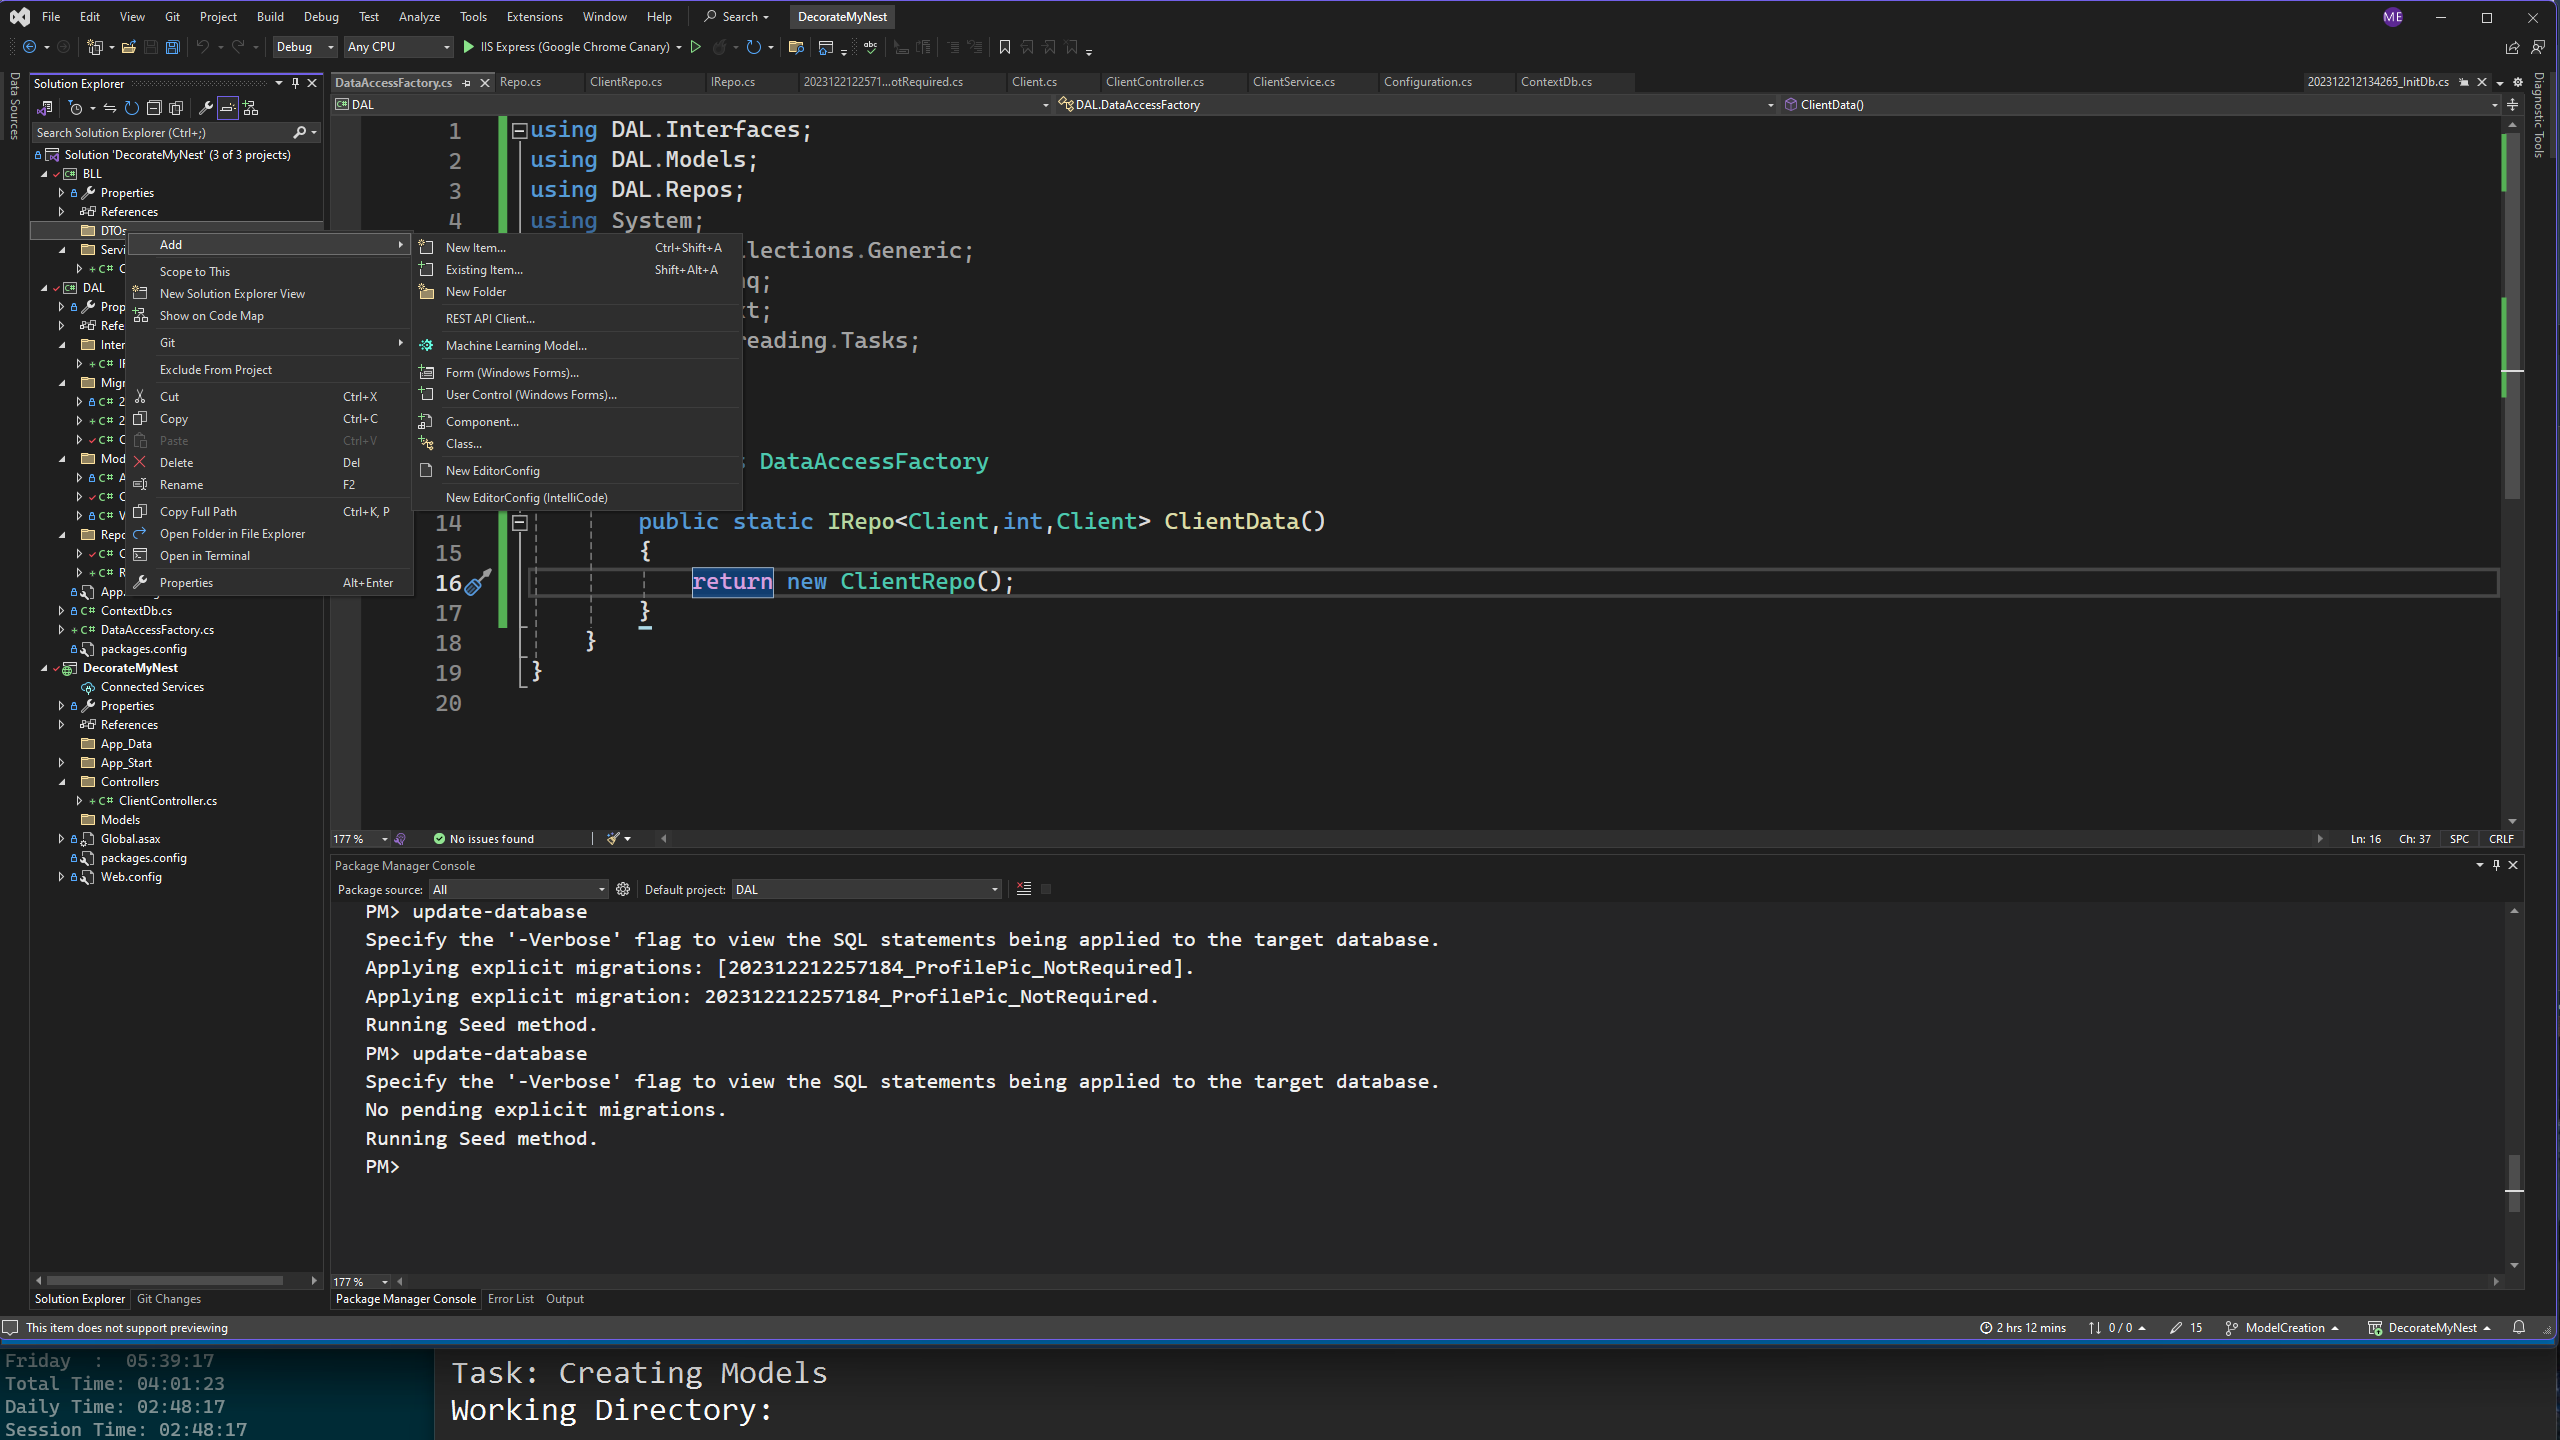 File Edit View Git Project Build Debug Test Analyze Tools Extensions Window Help Search DecorateMyNest ME
Debug Any CPU IIS Express (Google Chrome Canary)
Data Sources
Solution Explorer
Search Solution Explorer (Ctrl+;)
Solution 'DecorateMyNest' (3 of 3 projects)
BLL
Properties
References
DTOs
Servi
C
DAL
Prop
Refe
Inter
IF
Migr
2
2
C
Mod
A
C
V
Repo
C
R
App.
ContextDb.cs
DataAccessFactory.cs
packages.config
DecorateMyNest
Connected Services
Properties
References
App_Data
App_Start
Controllers
ClientController.cs
Models
Global.asax
packages.config
Web.config
Solution Explorer Git Changes
Add
Scope to This
New Solution Explorer View
Show on Code Map
Git
Exclude From Project
Cut Ctrl+X
Copy Ctrl+C
Paste Ctrl+V
Delete Del
Rename F2
Copy Full Path Ctrl+K, P
Open Folder in File Explorer
Open in Terminal
Properties Alt+Enter
New Item... Ctrl+Shift+A
Existing Item... Shift+Alt+A
New Folder
REST API Client...
Machine Learning Model...
Form (Windows Forms)...
User Control (Windows Forms)...
Component...
Class...
New EditorConfig
New EditorConfig (IntelliCode)
DataAccessFactory.cs Repo.cs ClientRepo.cs IRepo.cs 2023122122571...otRequired.cs Client.cs ClientController.cs ClientService.cs Configuration.cs ContextDb.cs 202312212134265_InitDb.cs
DAL DAL.DataAccessFactory ClientData()
1 using DAL.Interfaces;
2 using DAL.Models;
3 using DAL.Repos;
4 using System;
lections.Generic;
q;
t;
reading.Tasks;
DataAccessFactory
14 public static IRepo<Client,int,Client> ClientData()
15 {
16 return new ClientRepo();
17 }
18 }
19 }
20
177 % No issues found Ln: 16 Ch: 37 SPC CRLF
Diagnostic Tools
Package Manager Console
Package source: All Default project: DAL
PM> update-database
Specify the '-Verbose' flag to view the SQL statements being applied to the target database.
Applying explicit migrations: [202312212257184_ProfilePic_NotRequired].
Applying explicit migration: 202312212257184_ProfilePic_NotRequired.
Running Seed method.
PM> update-database
Specify the '-Verbose' flag to view the SQL statements being applied to the target database.
No pending explicit migrations.
Running Seed method.
PM>
177 %
Package Manager Console Error List Output
This item does not support previewing 2 hrs 12 mins 0 / 0 15 ModelCreation DecorateMyNest
Friday : 05:39:17
Total Time: 04:01:23
Daily Time: 02:48:17
Session Time: 02:48:17
Task: Creating Models
Working Directory: